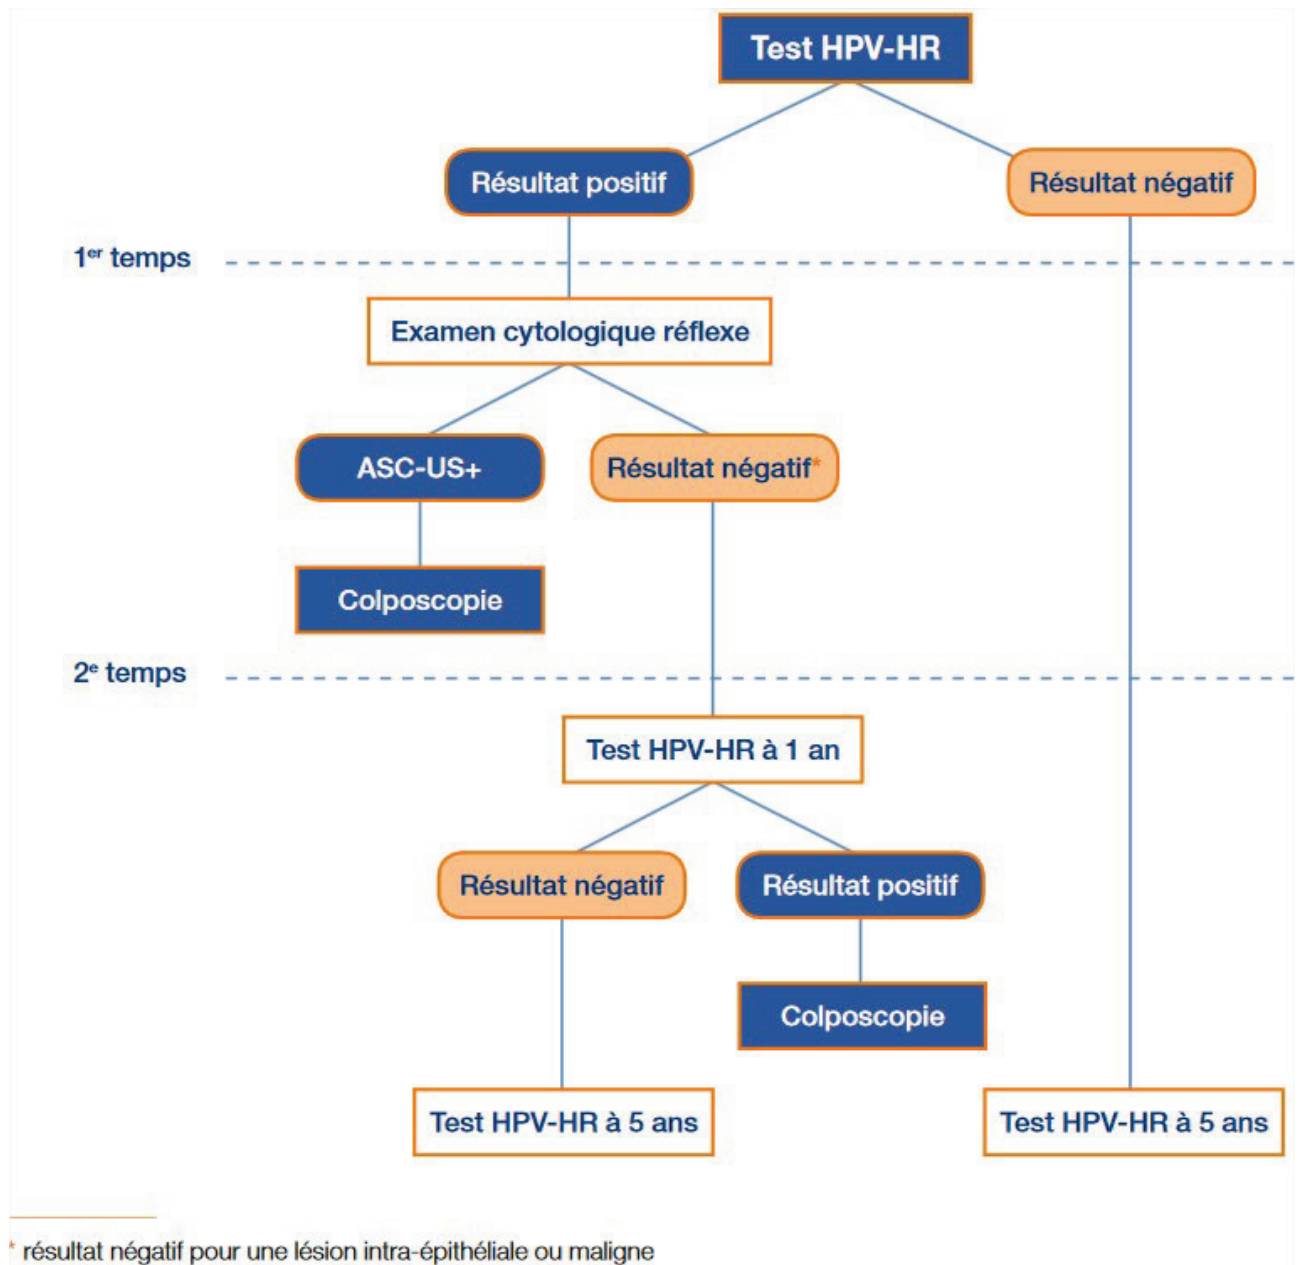 Test HPV-HR
Résultat positif
Résultat négatif
1er temps
Examen cytologique réflexe
ASC-US+
Résultat négatif*
Colposcopie
2e temps
Test HPV-HR à 1 an
Résultat négatif
Résultat positif
Colposcopie
Test HPV-HR à 5 ans
Test HPV-HR à 5 ans
* résultat négatif pour une lésion intra-épithéliale ou maligne